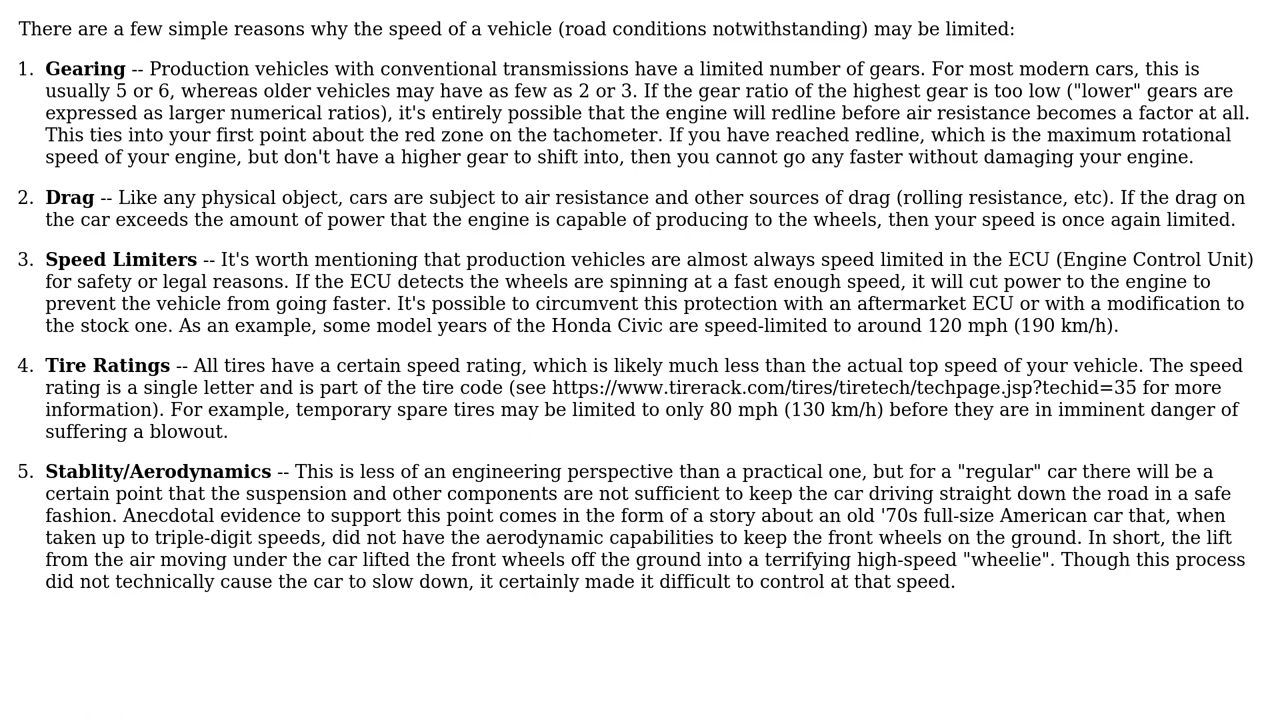 There are a few simple reasons why the speed of a vehicle (road conditions notwithstanding) may be limited:
1. Gearing -- Production vehicles with conventional transmissions have a limited number of gears. For most modern cars, this is
usually 5 or 6, whereas older vehicles may have as few as 2 or 3. If the gear ratio of the highest gear is too low ("lower" gears are
expressed as larger numerical ratios), it's entirely possible that the engine will redline before air resistance becomes a factor at all.
This ties into your first point about the red zone on the tachometer. If you have reached redline, which is the maximum rotational
speed of your engine, but don't have a higher gear to shift into, then you cannot go any faster without damaging your engine.
2. Drag -- Like any physical object, cars are subject to air resistance and other sources of drag (rolling resistance, etc). If the drag on
the car exceeds the amount of power that the engine is capable of producing to the wheels, then your speed is once again limited.
3. Speed Limiters -- It's worth mentioning that production vehicles are almost always speed limited in the ECU (Engine Control Unit)
for safety or legal reasons. If the ECU detects the wheels are spinning at a fast enough speed, it will cut power to the engine to
prevent the vehicle from going faster. It's possible to circumvent this protection with an aftermarket ECU or with a modification to
the stock one. As an example, some model years of the Honda Civic are speed-limited to around 120 mph (190 km/h).
4. Tire Ratings -- All tires have a certain speed rating, which is likely much less than the actual top speed of your vehicle. The speed
rating is a single letter and is part of the tire code (see https://www.tirerack.com/tires/tiretech/techpage.jsp?techid=35 for more
information). For example, temporary spare tires may be limited to only 80 mph (130 km/h) before they are in imminent danger of
suffering a blowout.
5. Stablity/Aerodynamics -- This is less of an engineering perspective than a practical one, but for a "regular" car there will be a
certain point that the suspension and other components are not sufficient to keep the car driving straight down the road in a safe
fashion. Anecdotal evidence to support this point comes in the form of a story about an old '70s full-size American car that, when
taken up to triple-digit speeds, did not have the aerodynamic capabilities to keep the front wheels on the ground. In short, the lift
from the air moving under the car lifted the front wheels off the ground into a terrifying high-speed "wheelie". Though this process
did not technically cause the car to slow down, it certainly made it difficult to control at that speed.